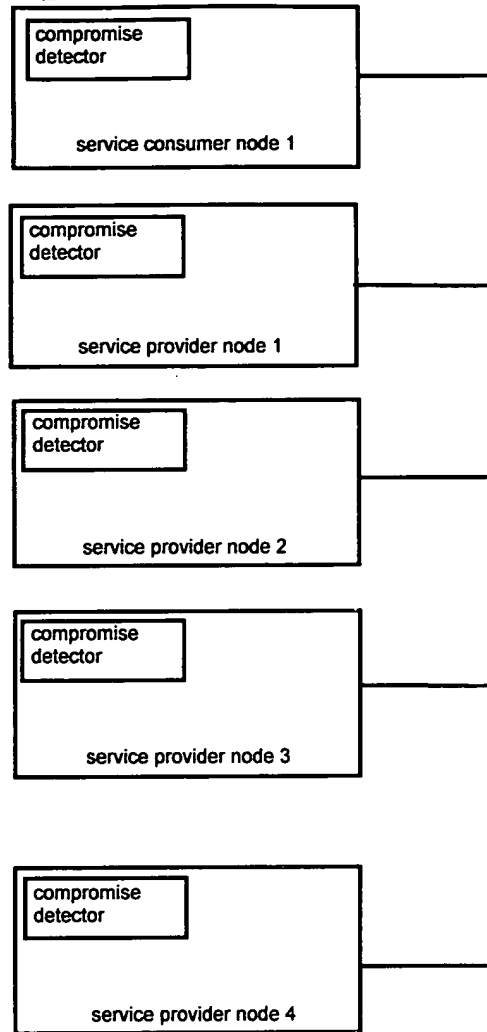 compromise
detector
service consumer node 1
compromise
detector
service provider node 1
compromise
detector
service provider node 2
compromise
detector
service provider node 3
compromise
detector
service provider node 4